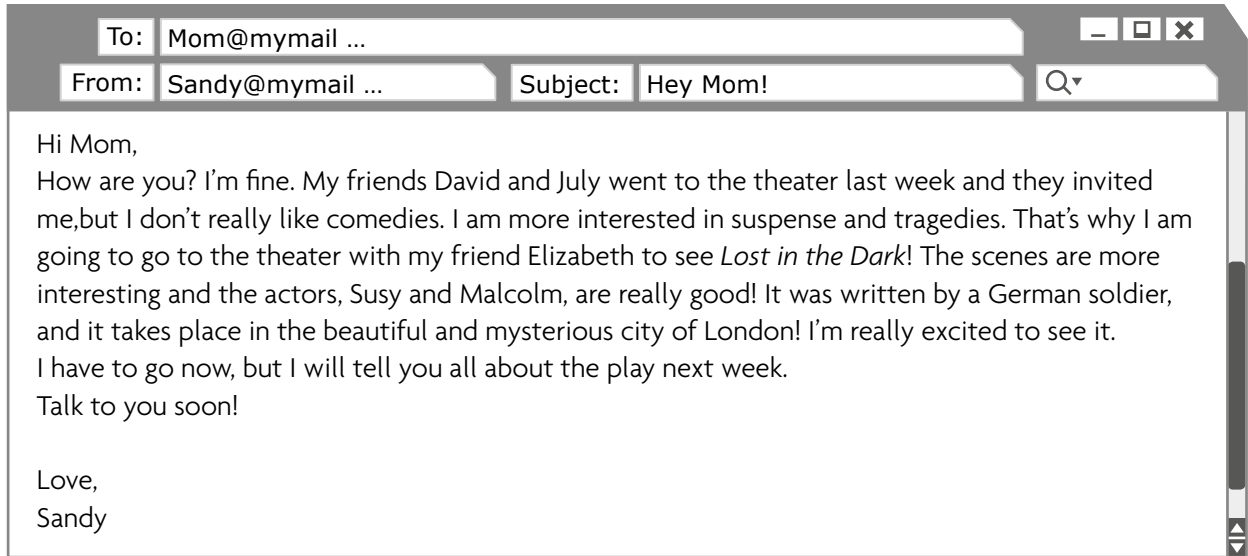 To: Mom@mymail ...
From: Sandy@mymail ... Subject: Hey Mom!
Hi Mom,
How are you? I’m fine. My friends David and July went to the theater last week and they invited
me,but I don’t really like comedies. I am more interested in suspense and tragedies. That’s why I am
going to go to the theater with my friend Elizabeth to see Lost in the Dark! The scenes are more
interesting and the actors, Susy and Malcolm, are really good! It was written by a German soldier,
and it takes place in the beautiful and mysterious city of London! I’m really excited to see it.
I have to go now, but I will tell you all about the play next week.
Talk to you soon!
Love,
Sandy